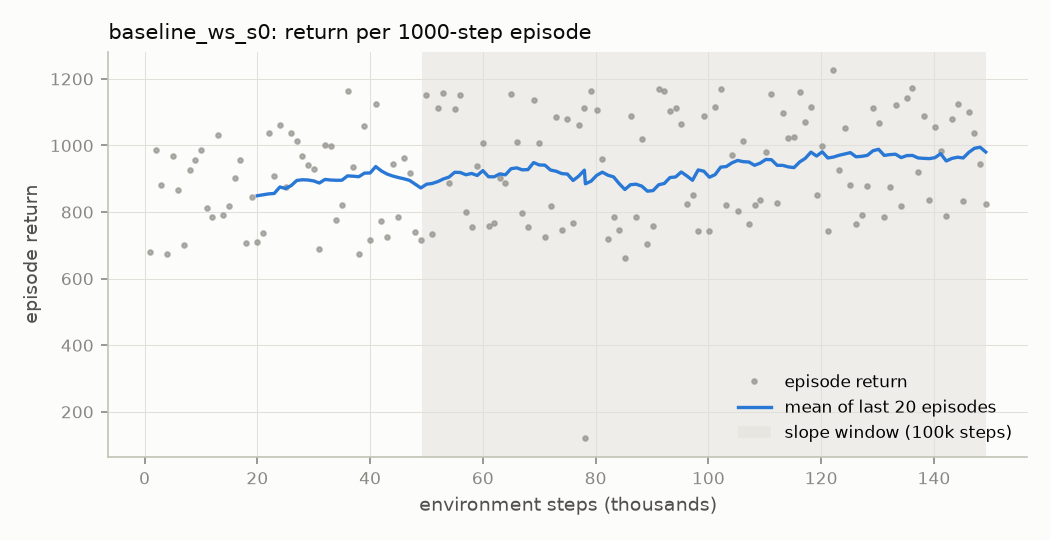 baseline_ws_s0: return per 1000-step episode
episode return
1200
1000
800
600
400
200
episode return
mean of last 20 episodes
slope window (100k steps)
0 20 40 60 80 100 120 140
environment steps (thousands)